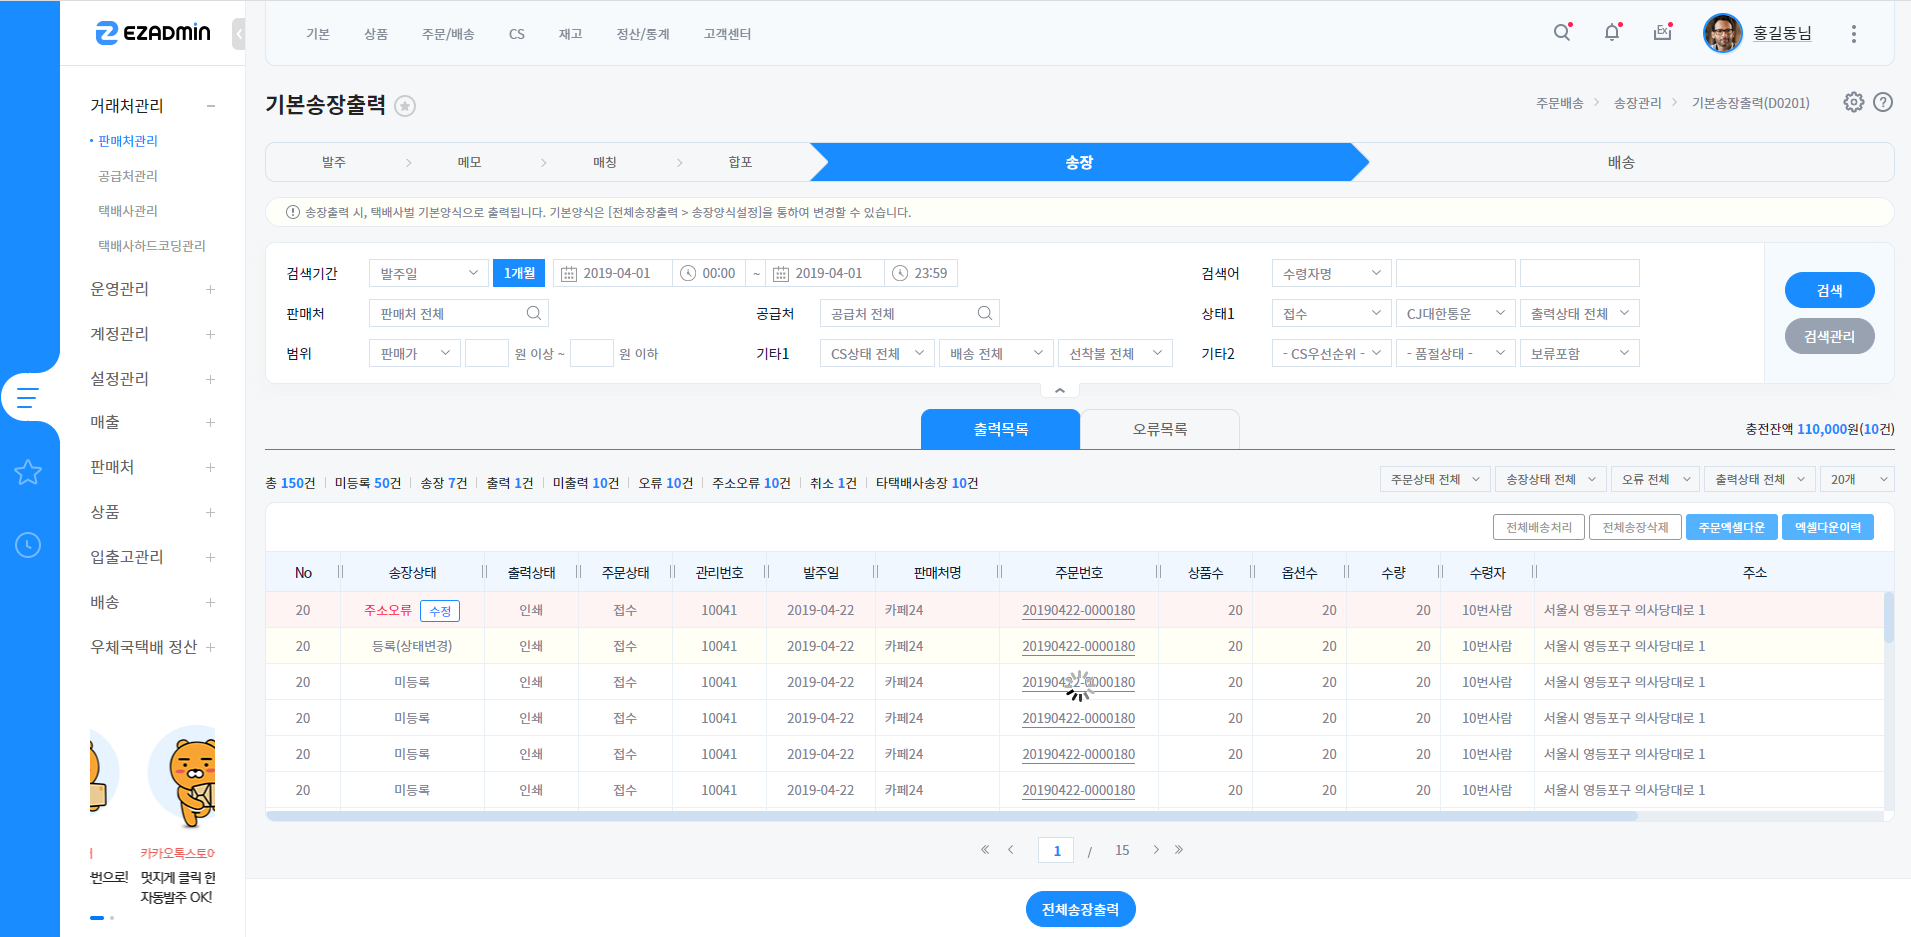 EZADMIN
기본 상품 주문/배송 CS 재고 정산/통계 고객센터
Ex 홍길동님
거래처관리
판매처관리
공급처관리
택배사관리
택배사하드코딩관리
운영관리
계정관리
설정관리
매출
판매처
상품
입출고관리
배송
우체국택배 정산
카카오톡스토어
번으로! 멋지게 클릭 한
자동발주 OK!
기본송장출력
주문배송 > 송장관리 > 기본송장출력(D0201)
발주 > 메모 > 매칭 > 합포 송장 배송
송장출력 시, 택배사벌 기본양식으로 출력됩니다. 기본양식은 [전체송장출력 > 송장양식설정]을 통하여 변경할 수 있습니다.
검색기간 발주일 1개월 2019-04-01 00:00 ~ 2019-04-01 23:59 검색어 수령자명
판매처 판매처 전체 공급처 공급처 전체 상태1 접수 CJ대한통운 출력상태 전체
범위 판매가 원 이상 ~ 원 이하 기타1 CS상태 전체 배송 전체 선착불 전체 기타2 - CS우선순위 - - 품절상태 - 보류포함
검색
검색관리
출력목록 오류목록 충전잔액 110,000원(10건)
총 150건 미등록 50건 송장 7건 출력 1건 미출력 10건 오류 10건 주소오류 10건 취소 1건 타택배사송장 10건
주문상태 전체 송장상태 전체 오류 전체 출력상태 전체 20개
전체배송처리 전체송장삭제 주문엑셀다운 엑셀다운이력
No 송장상태 출력상태 주문상태 관리번호 발주일 판매처명 주문번호 상품수 옵션수 수량 수령자 주소
20 주소오류 수정 인쇄 접수 10041 2019-04-22 카페24 20190422-0000180 20 20 20 10번사람 서울시 영등포구 의사당대로 1
20 등록(상태변경) 인쇄 접수 10041 2019-04-22 카페24 20190422-0000180 20 20 20 10번사람 서울시 영등포구 의사당대로 1
20 미등록 인쇄 접수 10041 2019-04-22 카페24 20190422-0000180 20 20 20 10번사람 서울시 영등포구 의사당대로 1
20 미등록 인쇄 접수 10041 2019-04-22 카페24 20190422-0000180 20 20 20 10번사람 서울시 영등포구 의사당대로 1
20 미등록 인쇄 접수 10041 2019-04-22 카페24 20190422-0000180 20 20 20 10번사람 서울시 영등포구 의사당대로 1
20 미등록 인쇄 접수 10041 2019-04-22 카페24 20190422-0000180 20 20 20 10번사람 서울시 영등포구 의사당대로 1
« < 1 / 15 > »
전체송장출력